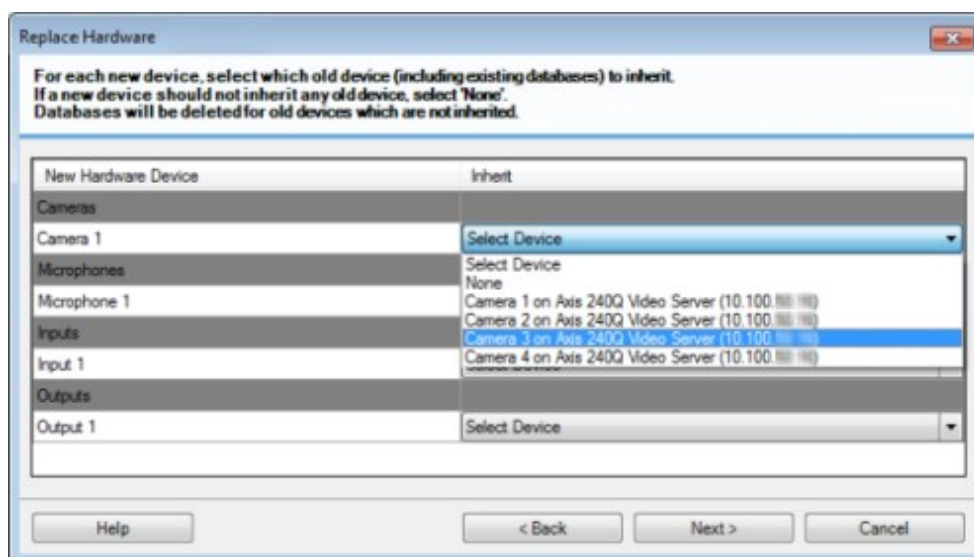 Replace Hardware
For each new device, select which old device (including existing databases) to inherit.
If a new device should not inherit any old device, select 'None'.
Databases will be deleted for old devices which are not inherited.
New Hardware Device Inherit
Cameras
Camera 1 Select Device
Select Device
None
Camera 1 on Axis 240Q Video Server (10.100.
Camera 2 on Axis 240Q Video Server (10.100.
Camera 3 on Axis 240Q Video Server (10.100.
Camera 4 on Axis 240Q Video Server (10.100.
Microphones
Microphone 1
Inputs
Input 1
Outputs
Output 1 Select Device
Help < Back Next > Cancel